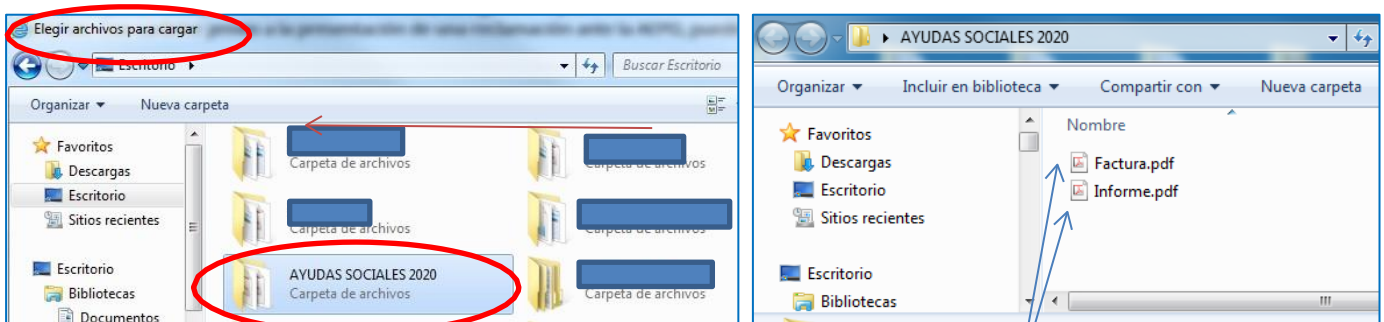 Elegir archivos para cargar
Escritorio
Buscar Escritorio
Organizar
Nueva carpeta
Favoritos
Descargas
Escritorio
Sitios recientes
Escritorio
Bibliotecas
Documentos
Carpeta de archivos
Carpeta de archivos
Carpeta de archivos
Carpeta de archivos
AYUDAS SOCIALES 2020
Carpeta de archivos
Carpeta de archivos
AYUDAS SOCIALES 2020
Organizar
Incluir en biblioteca
Compartir con
Nueva carpeta
Favoritos
Descargas
Escritorio
Sitios recientes
Escritorio
Bibliotecas
Nombre
Factura.pdf
Informe.pdf